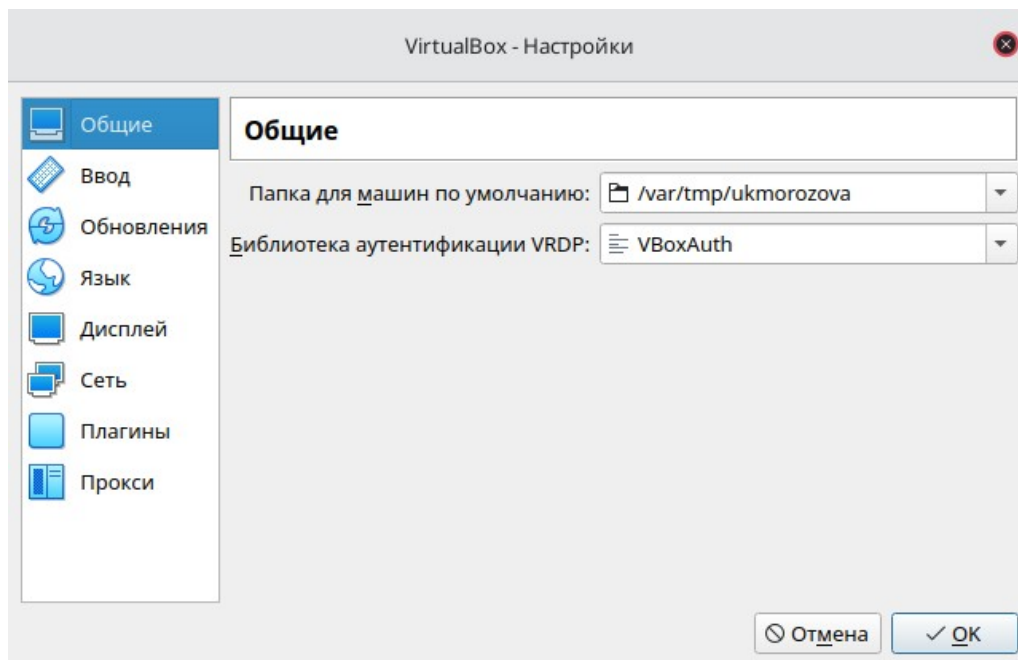 VirtualBox - Настройки
Общие
Ввод
Обновления
Язык
Дисплей
Сеть
Плагины
Прокси
Общие
Папка для машин по умолчанию: /var/tmp/ukmorozova
Библиотека аутентификации VRDP: VBoxAuth
Отмена OK